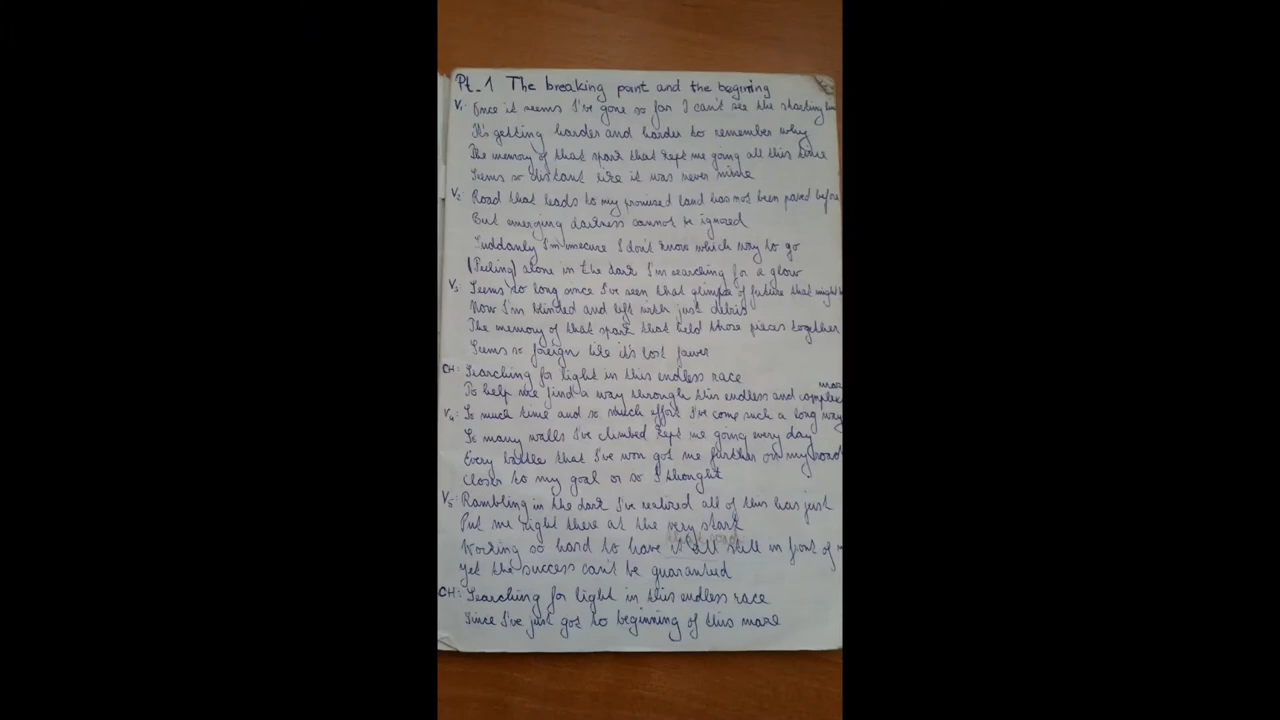 Pt. 1 The breaking point and the begining
V1: Once it seems I've gone so far I can't see the starting line
It's getting harder and harder to remember why
The memory of that spark that kept me going all this time
Seems so distant like it was never mine
V2: Road that leads to my promised land has not been paved before
But emerging darkness cannot be ignored
Suddanly I'm insecure I don't know which way to go
(Feeling) alone in the dark I'm searching for a glow
V3: Seems so long since I've seen that glimpse of future that might
Now I'm blinded and left with just debris
The memory of that spark that held those pieces together
Seems so foreign like it's lost
CH: Searching for light in this endless race
To help me find a way through this endless and complex maze
V4: So much time and so much effort I've come such a long way
So many walls I've climbed kept me going every day
Every battle that I've won got me further on my road
Closer to my goal or so I thought
V5: Rambling in the dark I've realized all of this has just
Put me right there at the very start
Working so hard to have it all still in front of
Yet the success can't be guaranteed
CH: Searching for light in this endless race
Since I've just got to beginning of this maze